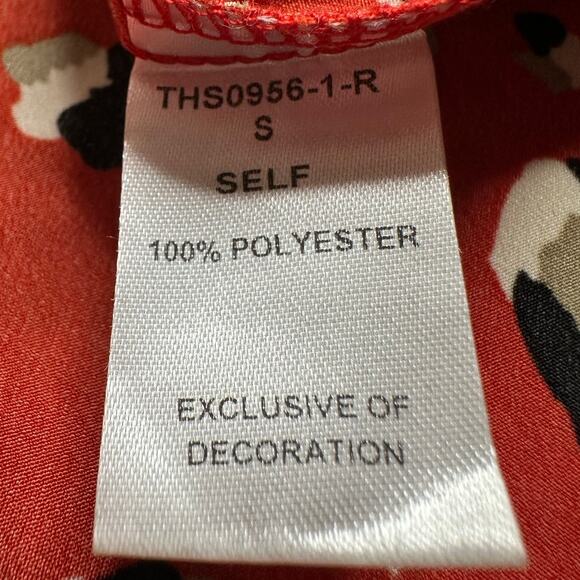 THS0956-1-R
S
SELF
100% POLYESTER
EXCLUSIVE OF
DECORATION